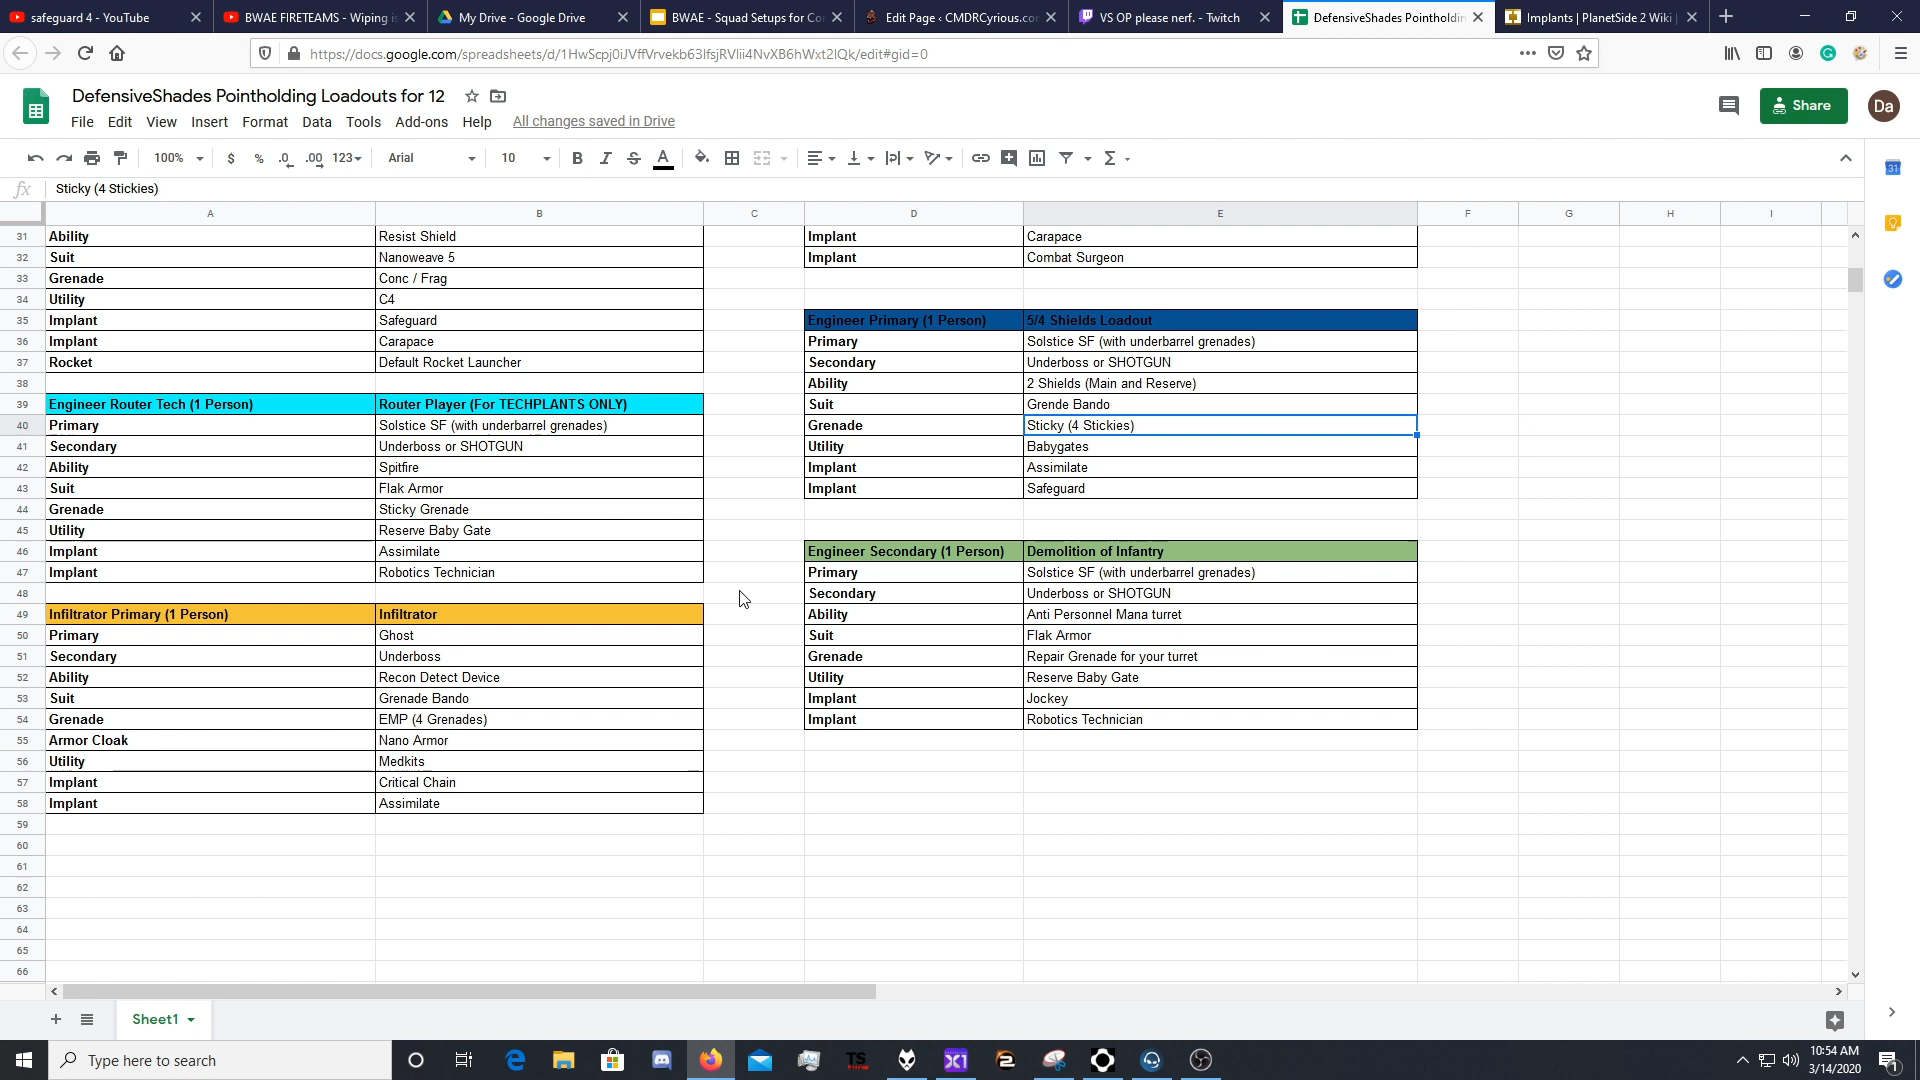 safeguard 4 - YouTube
BWAE FIRETEAMS - Wiping is
My Drive - Google Drive
BWAE - Squad Setups for Co
Edit Page ‹ CMDRCyrious.co
VS OP please nerf. - Twitch
DefensiveShades Pointholdin
Implants | PlanetSide 2 Wiki |
https://docs.google.com/spreadsheets/d/1HwScpj0iJVffVrvekb63IfsjRVlii4NvXB6hWxt2lQk/edit#gid=0
DefensiveShades Pointholding Loadouts for 12
Share
Da
File Edit View Insert Format Data Tools Add-ons Help All changes saved in Drive
100% $ % .0 .00 123 Arial 10 B I S A
31
fx Sticky (4 Stickies)
A B C D E F G H I
31 Ability Resist Shield Implant Carapace
32 Suit Nanoweave 5 Implant Combat Surgeon
33 Grenade Conc / Frag
34 Utility C4
35 Implant Safeguard Engineer Primary (1 Person) 5/4 Shields Loadout
36 Implant Carapace Primary Solstice SF (with underbarrel grenades)
37 Rocket Default Rocket Launcher Secondary Underboss or SHOTGUN
38 Ability 2 Shields (Main and Reserve)
39 Engineer Router Tech (1 Person) Router Player (For TECHPLANTS ONLY) Suit Grende Bando
40 Primary Solstice SF (with underbarrel grenades) Grenade Sticky (4 Stickies)
41 Secondary Underboss or SHOTGUN Utility Babygates
42 Ability Spitfire Implant Assimilate
43 Suit Flak Armor Implant Safeguard
44 Grenade Sticky Grenade
45 Utility Reserve Baby Gate
46 Implant Assimilate Engineer Secondary (1 Person) Demolition of Infantry
47 Implant Robotics Technician Primary Solstice SF (with underbarrel grenades)
48 Secondary Underboss or SHOTGUN
49 Infiltrator Primary (1 Person) Infiltrator Ability Anti Personnel Mana turret
50 Primary Ghost Suit Flak Armor
51 Secondary Underboss Grenade Repair Grenade for your turret
52 Ability Recon Detect Device Utility Reserve Baby Gate
53 Suit Grenade Bando Implant Jockey
54 Grenade EMP (4 Grenades) Implant Robotics Technician
55 Armor Cloak Nano Armor
56 Utility Medkits
57 Implant Critical Chain
58 Implant Assimilate
59
60
61
62
63
64
65
66
Sheet1
Type here to search
TS
X1
2
10:54 AM
3/14/2020
1